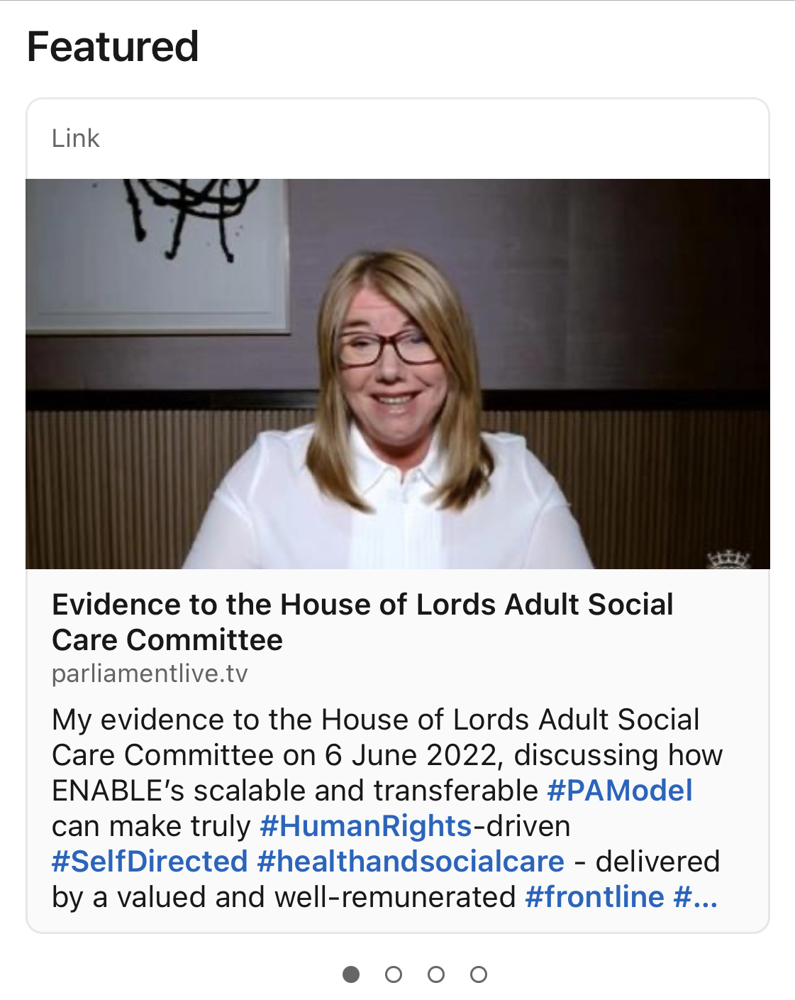 Featured
Link
Evidence to the House of Lords Adult Social
Care Committee
parliamentlive.tv
My evidence to the House of Lords Adult Social
Care Committee on 6 June 2022, discussing how
ENABLE’s scalable and transferable #PAModel
can make truly #HumanRights-driven
#SelfDirected #healthandsocialcare - delivered
by a valued and well-remunerated #frontline #...